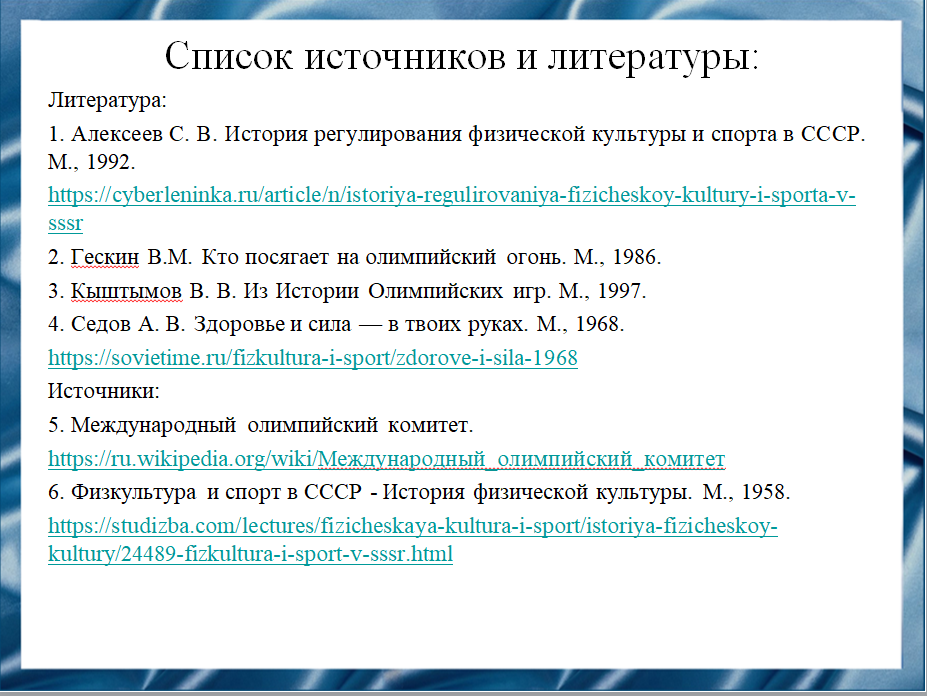 Список источников и литературы:
Литература:
1. Алексеев С. В. История регулирования физической культуры и спорта в СССР.
М., 1992.
https://cyberleninka.ru/article/n/istoriya-regulirovaniya-fizicheskoy-kultury-i-sporta-v-
sssr
2. Гескин В.М. Кто посягает на олимпийский огонь. М., 1986.
3. Кыштымов В. В. Из Истории Олимпийских игр. М., 1997.
4. Седов А. В. Здоровье и сила — в твоих руках. М., 1968.
https://sovietime.ru/fizkultura-i-sport/zdorove-i-sila-1968
Источники:
5. Международный олимпийский комитет.
https://ru.wikipedia.org/wiki/Международный_олимпийский_комитет
6. Физкультура и спорт в СССР - История физической культуры. М., 1958.
https://studizba.com/lectures/fizicheskaya-kultura-i-sport/istoriya-fizicheskoy-
kultury/24489-fizkultura-i-sport-v-sssr.html